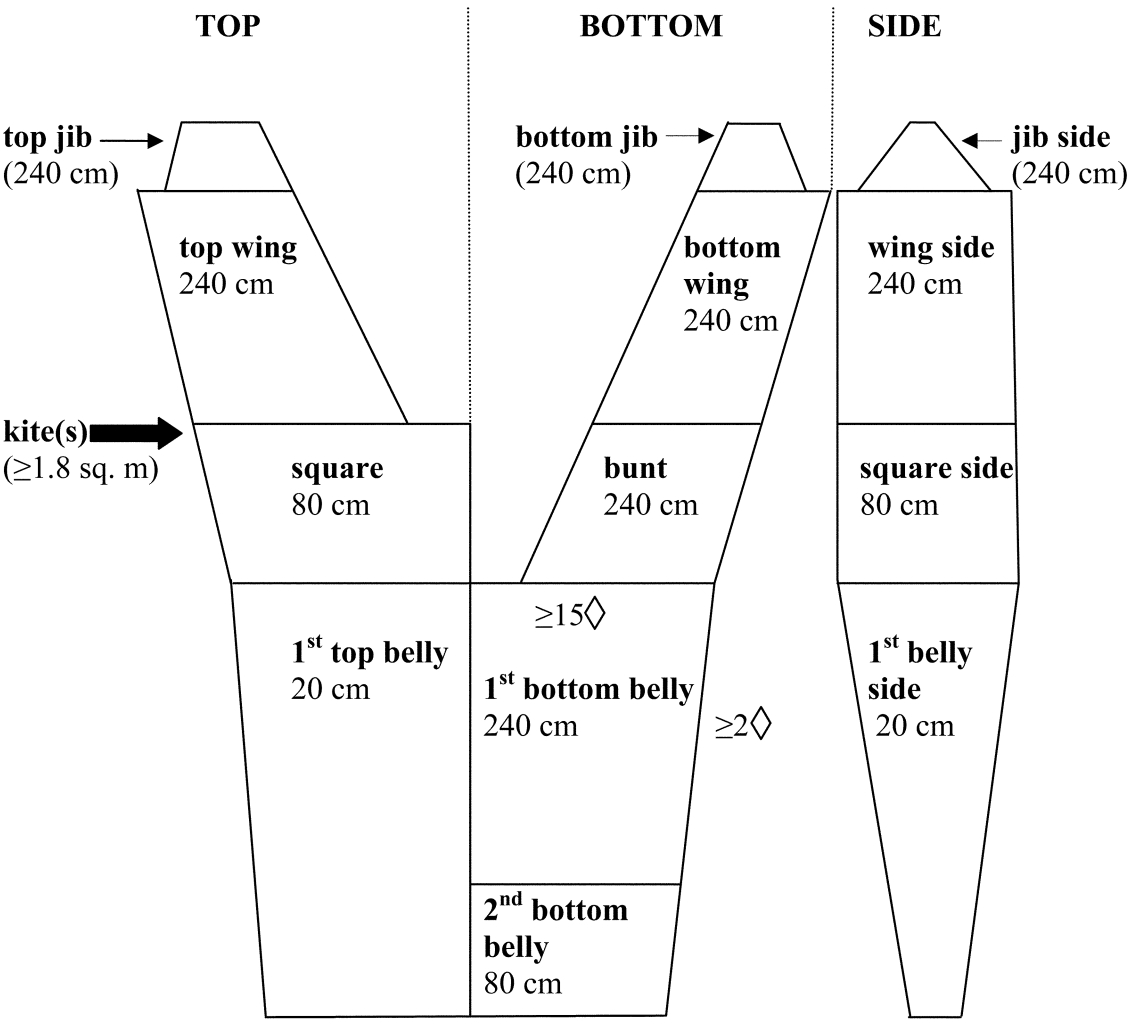 TOP
BOTTOM
SIDE
top jib
(240 cm)
bottom jib
(240 cm)
jib side
(240 cm)
top wing
240 cm
bottom
wing
240 cm
wing side
240 cm
kite(s)
(≥1.8 sq. m)
square
80 cm
bunt
240 cm
square side
80 cm
≥15◊
1st top belly
20 cm
1st bottom belly
240 cm
≥2◊
1st belly
side
20 cm
2nd bottom
belly
80 cm